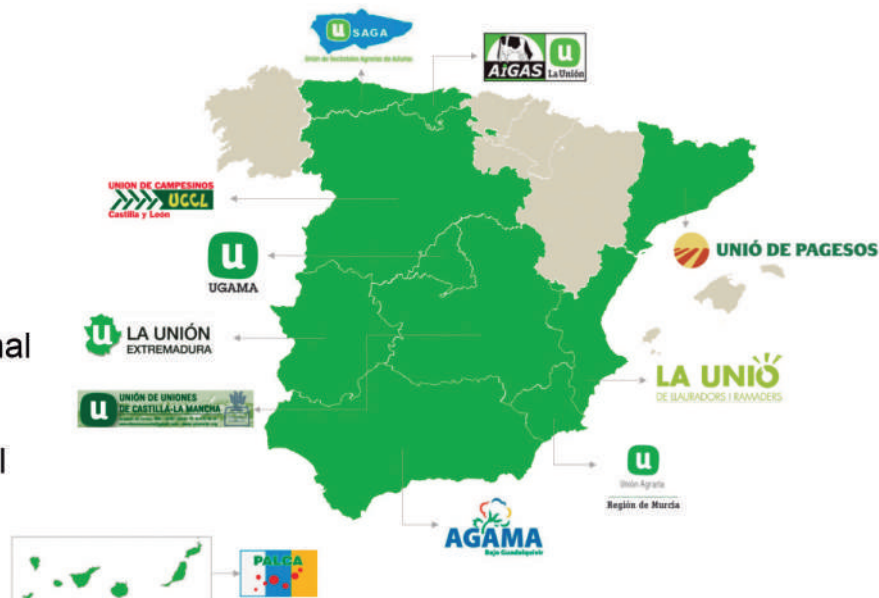 U SAGA
Unión de Sectoriales Agrarias de Asturias
AIGAS
U
La Unión
UNION DE CAMPESINOS
UCCL
Castilla y León
U
UGAMA
UNIÓ DE PAGESOS
nal
U
LA UNIÓN
EXTREMADURA
U
UNIÓN DE UNIONES
DE CASTILLA-LA MANCHA
LA UNIÓ
DE LLAURADORS I RAMADERS
l
U
Unión Agraria
Región de Murcia
AGAMA
Bajo Guadalquivir
PALCA